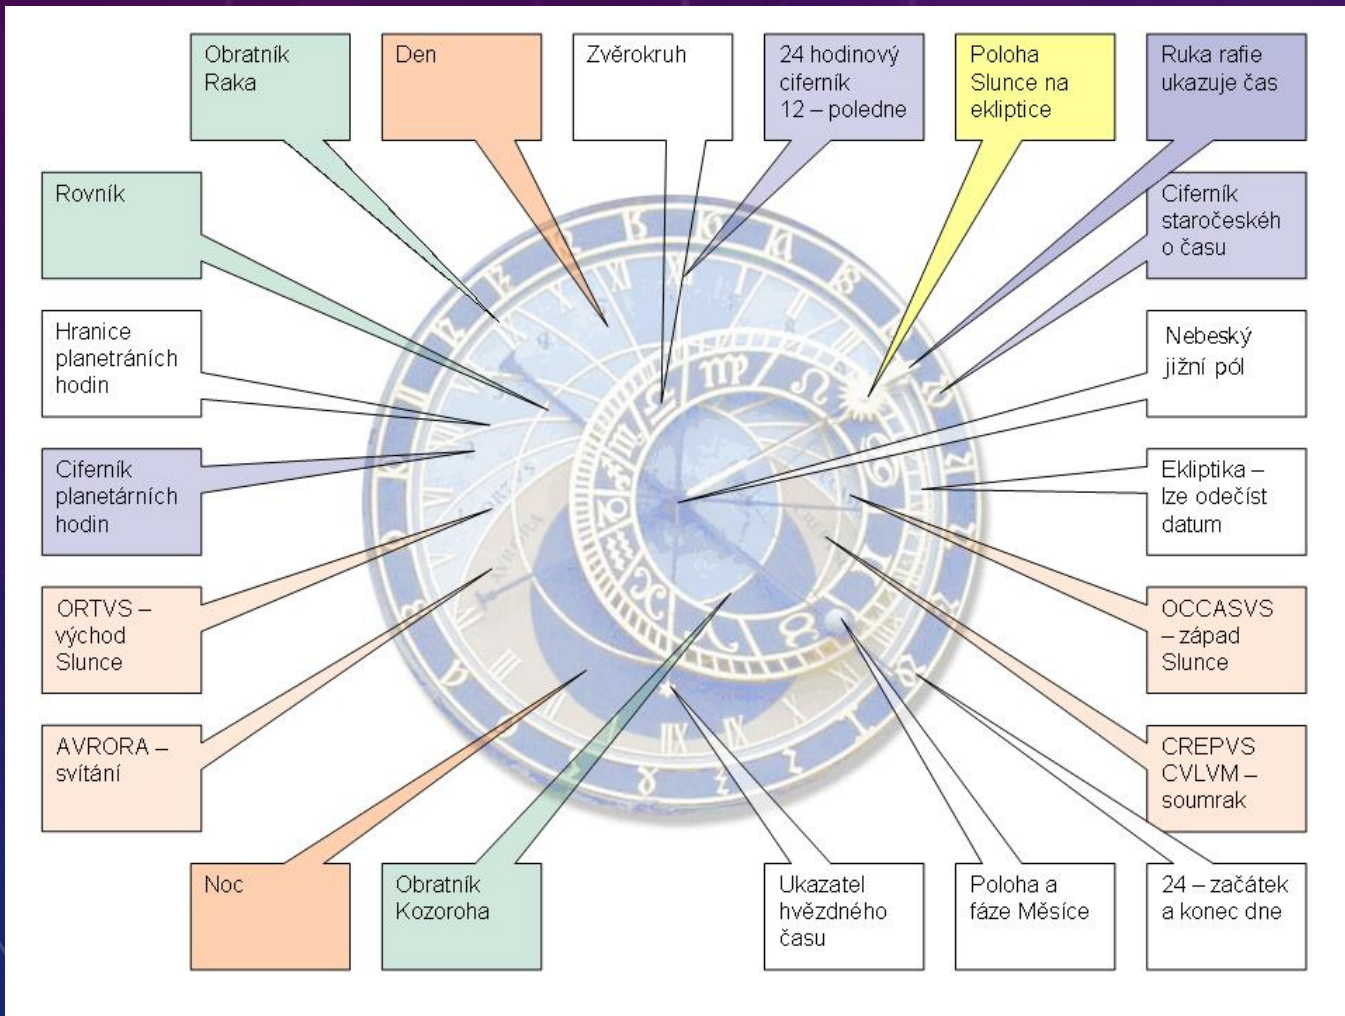 Obratník
Raka
Den
Zvěrokruh
24 hodinový
ciferník
12 – poledne
Poloha
Slunce na
ekliptice
Ruka rafie
ukazuje čas
Rovník
Ciferník
staročeskéh
o času
Hranice
planetráních
hodin
Nebeský
jižní pól
Ciferník
planetárních
hodin
Ekliptika –
lze odečíst
datum
ORTVS –
východ
Slunce
OCCASVS
– západ
Slunce
AVRORA –
svítání
CREPVS
CVLVM –
soumrak
Noc
Obratník
Kozoroha
Ukazatel
hvězdného
času
Poloha a
fáze Měsíce
24 – začátek
a konec dne